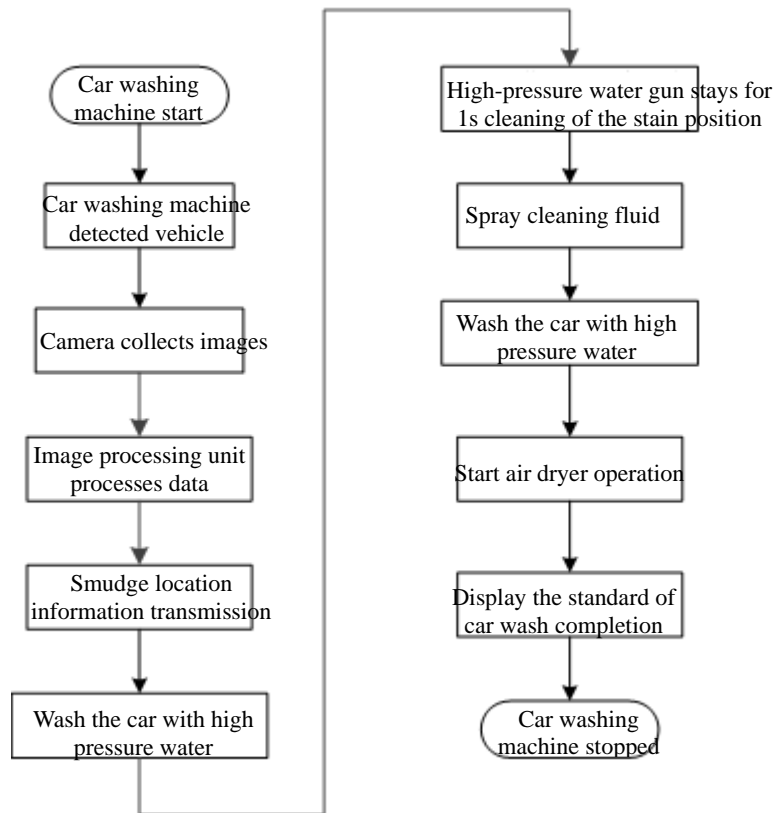 Car washing
machine start
Car washing machine
detected vehicle
Camera collects images
Image processing unit
processes data
Smudge location
information transmission
Wash the car with high
pressure water
High-pressure water gun stays for
1s cleaning of the stain position
Spray cleaning fluid
Wash the car with high
pressure water
Start air dryer operation
Display the standard of
car wash completion
Car washing
machine stopped